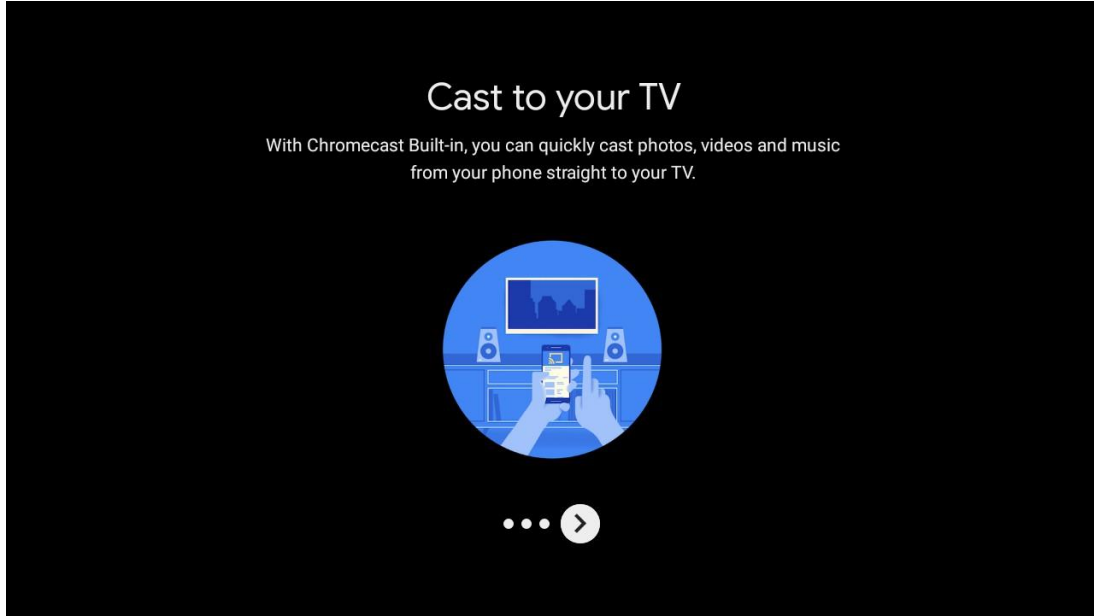 Cast to your TV
With Chromecast Built-in, you can quickly cast photos, videos and music
from your phone straight to your TV.